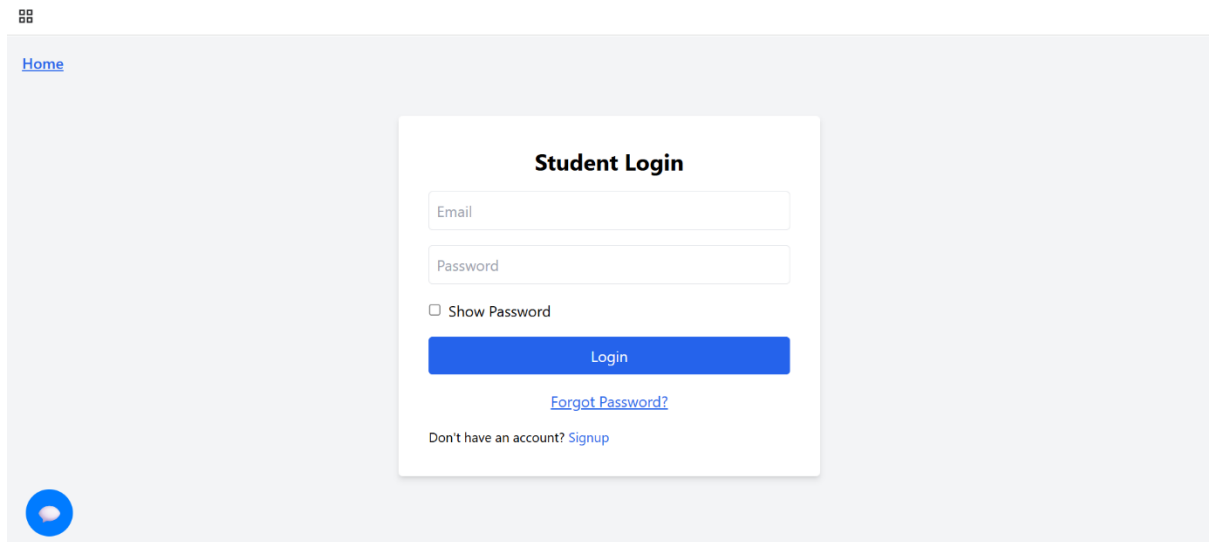 Home
Student Login
Email
Password
Show Password
Login
Forgot Password?
Don't have an account? Signup